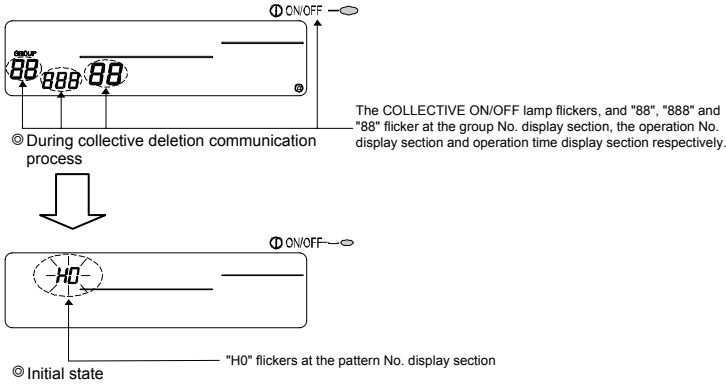 ⓘ ON/OFF
GROUP
88 888 88
The COLLECTIVE ON/OFF lamp flickers, and "88", "888" and
"88" flicker at the group No. display section, the operation No.
display section and operation time display section respectively.
◎ During collective deletion communication
process
ⓘ ON/OFF
H0
"H0" flickers at the pattern No. display section
◎ Initial state